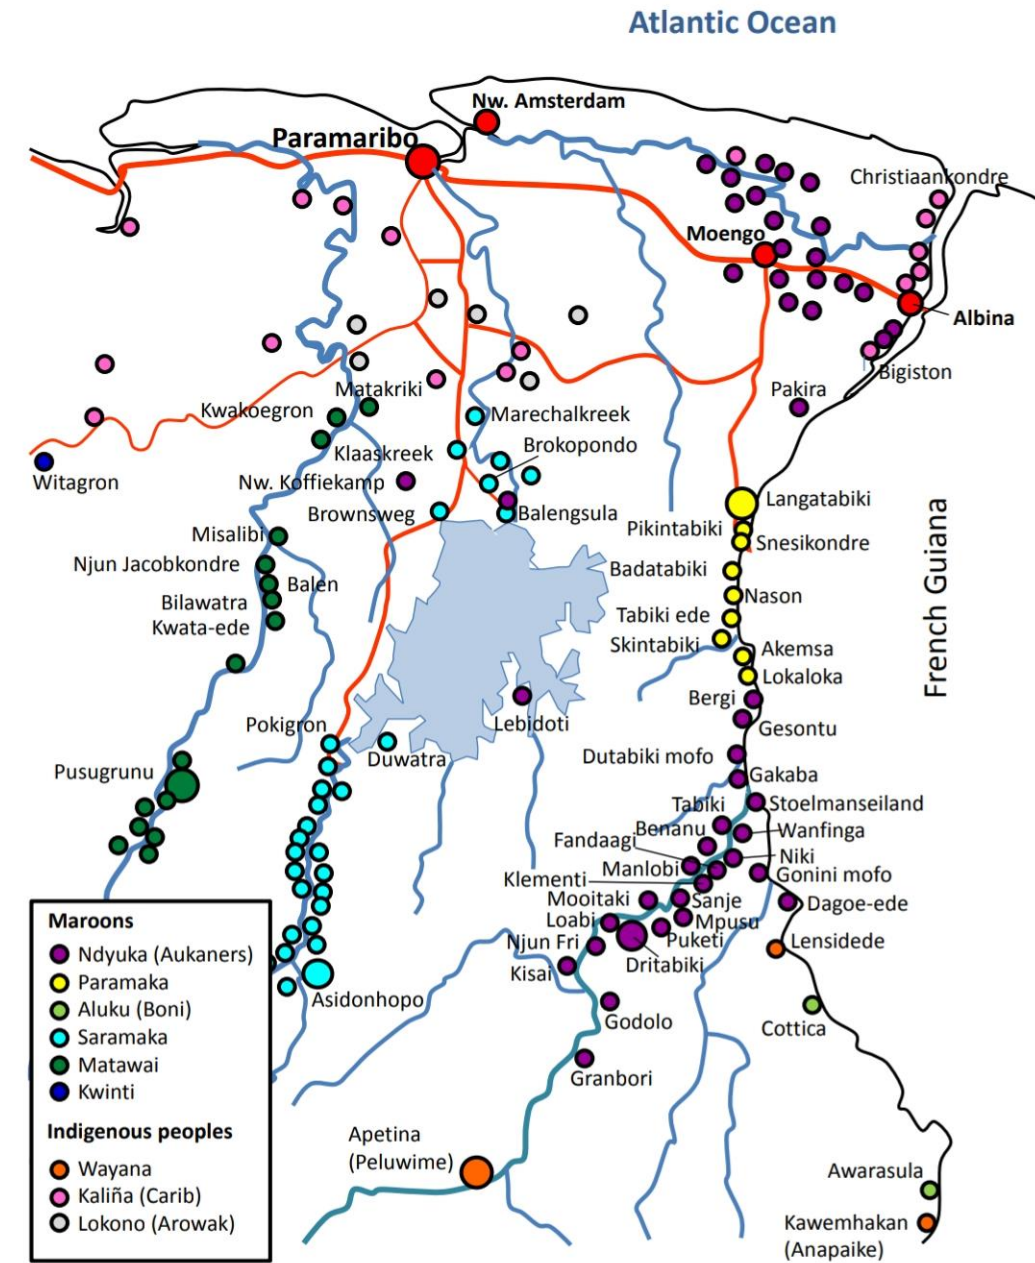 Atlantic Ocean
Nw. Amsterdam
Paramaribo
Christiaankondre
Moengo
Albina
Bigiston
Pakira
Matakriki
Kwakoegron
Marechalkreek
Klaaskreek
Brokopondo
Witagron
Nw. Koffiekamp
Brownsweg
Balengsula
Langatabiki
Pikintabiki
Snesikondre
Misalibi
Njun Jacobkondre
Balen
Bilawatra
Kwata-ede
Badatabiki
Nason
Tabiki ede
Skintabiki
Akemsa
Lokaloka
French Guiana
Bergi
Gesontu
Lebidoti
Pokigron
Duwatra
Dutabiki mofo
Gakaba
Pusugrunu
Tabiki
Stoelmanseiland
Benanu
Wanfinga
Fandaagi
Niki
Manlobi
Gonini mofo
Klementi
Mooitaki
Sanje
Dagoe-ede
Loabi
Mpusu
Njun Fri
Puketi
Lensidede
Dritabiki
Kisai
Asidonhopo
Godolo
Cottica
Granbori
Apetina
(Peluwime)
Awarasula
Kawemhakan
(Anapaike)
Maroons
Ndyuka (Aukaners)
Paramaka
Aluku (Boni)
Saramaka
Matawai
Kwinti
Indigenous peoples
Wayana
Kaliña (Carib)
Lokono (Arowak)